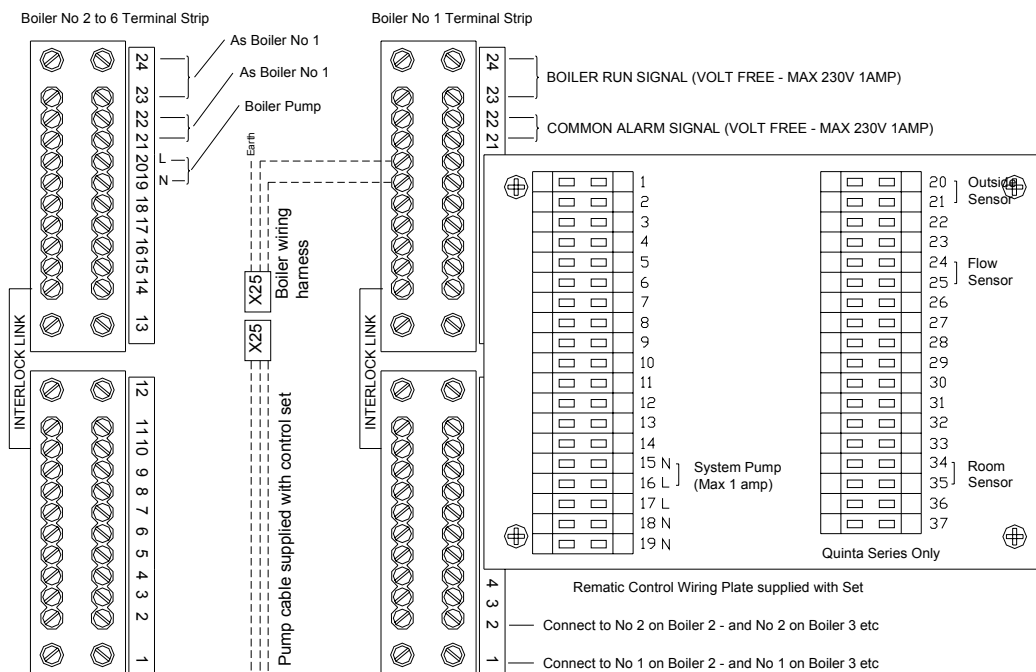 Boiler No 2 to 6 Terminal Strip
Boiler No 1 Terminal Strip
As Boiler No 1
As Boiler No 1
Boiler Pump
24
23
22
21
20 L
19 N
18
17
16
15
14
13
12
11
10
9
8
7
6
5
4
3
2
1
INTERLOCK LINK
Earth
Boiler wiring
harness
X25
X25
Pump cable supplied with control set
INTERLOCK LINK
24
23
22
21
BOILER RUN SIGNAL (VOLT FREE - MAX 230V 1AMP)
COMMON ALARM SIGNAL (VOLT FREE - MAX 230V 1AMP)
1
2
3
4
5
6
7
8
9
10
11
12
13
14
15 N
16 L
17 L
18 N
19 N
System Pump
(Max 1 amp)
20
21
22
23
24
25
26
27
28
29
30
31
32
33
34
35
36
37
Outside
Sensor
Flow
Sensor
Room
Sensor
Quinta Series Only
Rematic Control Wiring Plate supplied with Set
4
3
2
1
Connect to No 2 on Boiler 2 - and No 2 on Boiler 3 etc
Connect to No 1 on Boiler 2 - and No 1 on Boiler 3 etc